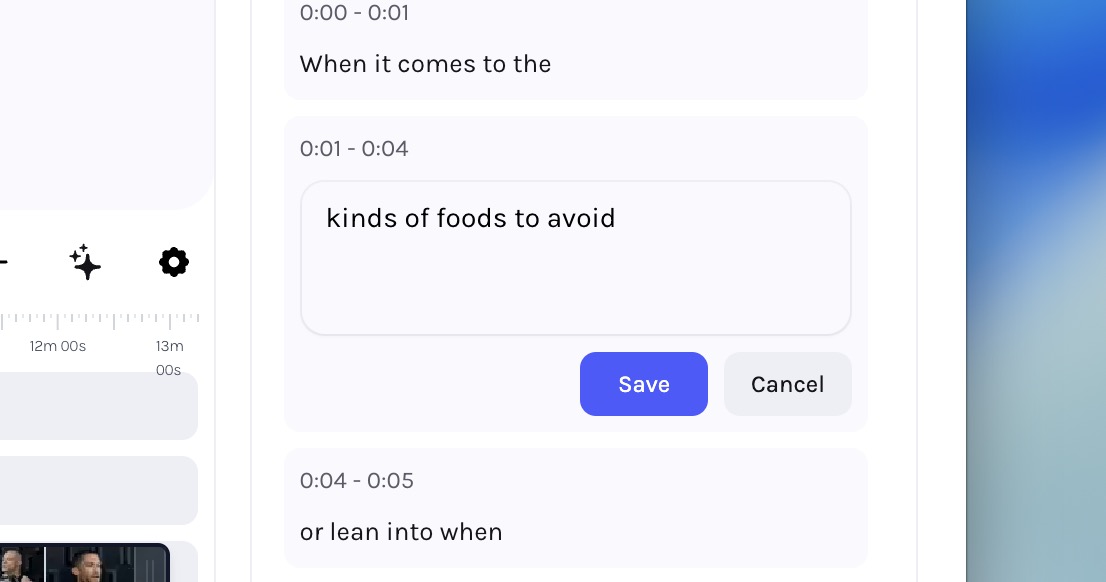 0:00 - 0:01
When it comes to the
0:01 - 0:04
kinds of foods to avoid
Save Cancel
0:04 - 0:05
or lean into when
12m 00s
13m
00s